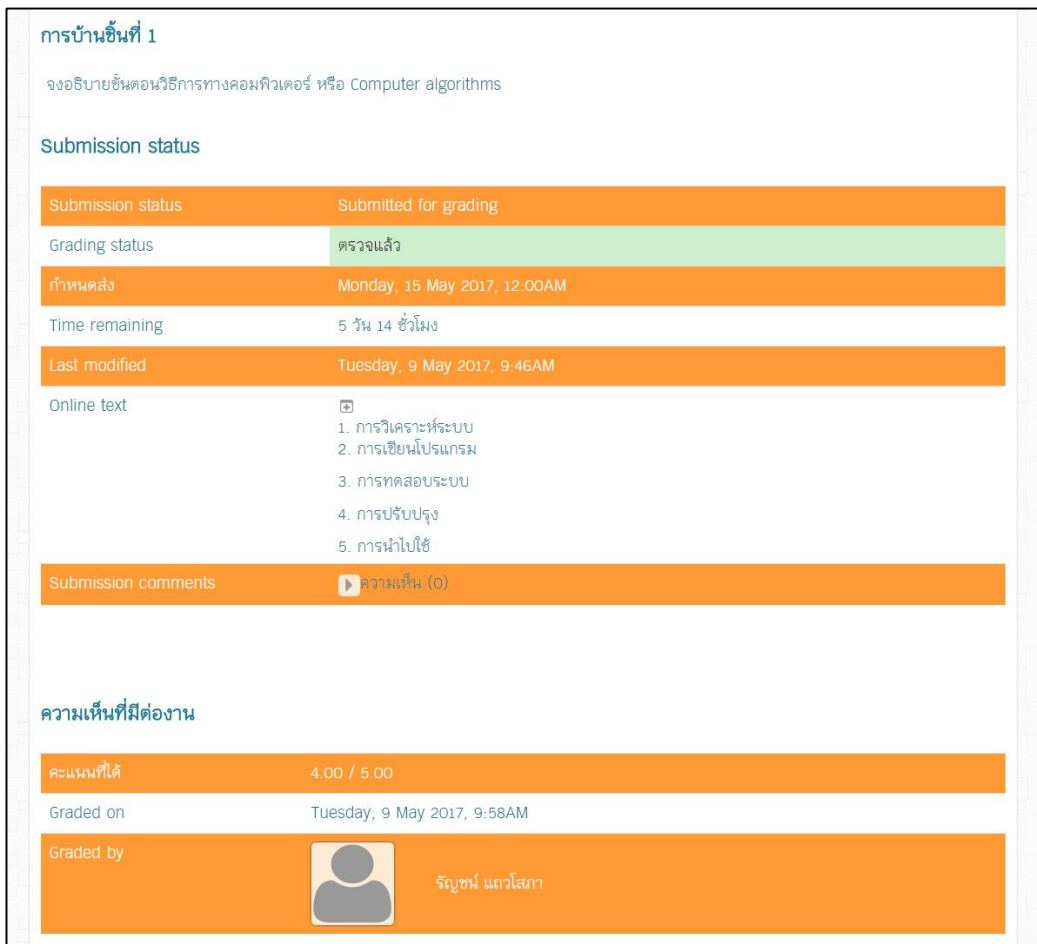 การบ้านชิ้นที่ 1
จงอธิบายขั้นตอนวิธีการทางคอมพิวเตอร์ หรือ Computer algorithms
Submission status
Submission status Submitted for grading
Grading status ตรวจแล้ว
กำหนดส่ง Monday, 15 May 2017, 12:00AM
Time remaining 5 วัน 14 ชั่วโมง
Last modified Tuesday, 9 May 2017, 9:46AM
Online text
1. การวิเคราะห์ระบบ
2. การเขียนโปรแกรม
3. การทดสอบระบบ
4. การปรับปรุง
5. การนำไปใช้
Submission comments ความเห็น (0)
ความเห็นที่มีต่องาน
คะแนนที่ได้ 4.00 / 5.00
Graded on Tuesday, 9 May 2017, 9:58AM
Graded by
รัญชน์ แถวโสภา